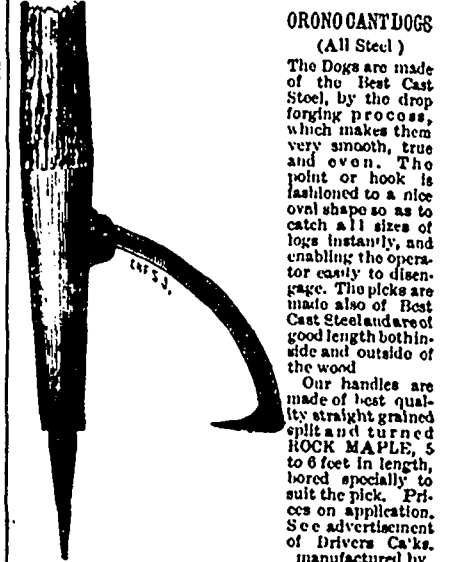 ORONO CANT DOGS
(All Steel)
The Dogs are made
of the Best Cast
Steel, by the drop
forging process,
which makes them
very smooth, true
and even. The
point or hook is
fashioned to a nice
oval shape so as to
catch all sizes of
logs instantly, and
enabling the opera-
tor easily to disen-
gage. The picks are
made also of Best
Cast Steel and are of
good length both in-
side and outside of
the wood
Our handles are
made of best qual-
ity straight grained
split and turned
ROCK MAPLE, 5
to 6 feet in length,
bored specially to
suit the pick. Pri-
ces on application.
See advertisement
of Drivers Ca'ks.
manufactured by